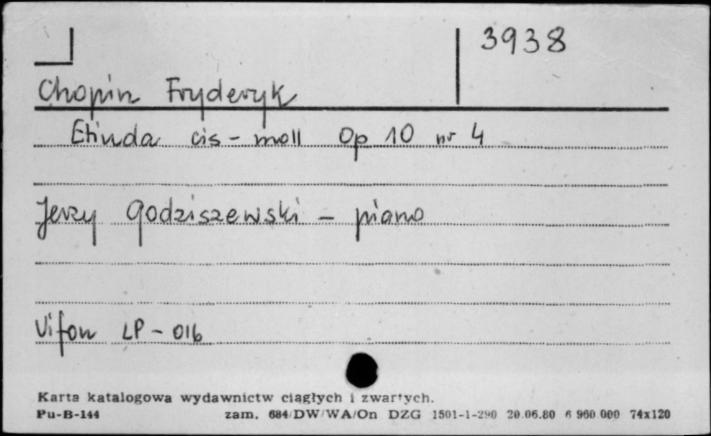 3938
Chopin Fryderyk
Etiuda cis-moll Op 10 nr 4
Jerzy Godziszewski - piano
Vifon LP-016
Karta katalogowa wydawnictw ciągłych i zwartych.
Pu-B-144 zam. 684/DW/WA/On DZG 1501-1-290 20.06.80 6 960 000 74x120